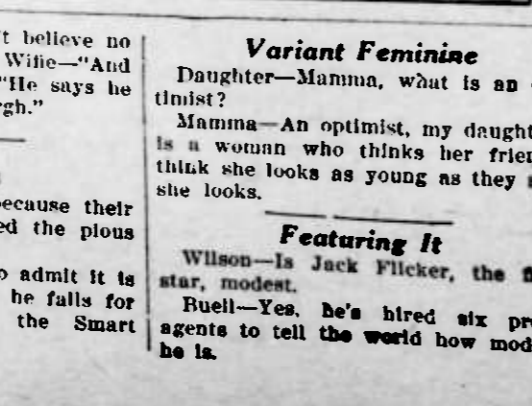 't believe no
Wifie—"And
"He says he
rgh."
because their
ed the pious
o admit it is
he falls for
the Smart
Variant Feminine
Daughter—Mamma, what is an
timist?
Mamma—An optimist, my daught
is a woman who thinks her frien
think she looks as young as they
she looks.
Featuring It
Wilson—Is Jack Flicker, the
star, modest.
Buell—Yes, he's hired six pr
agents to tell the world how mod
he is.